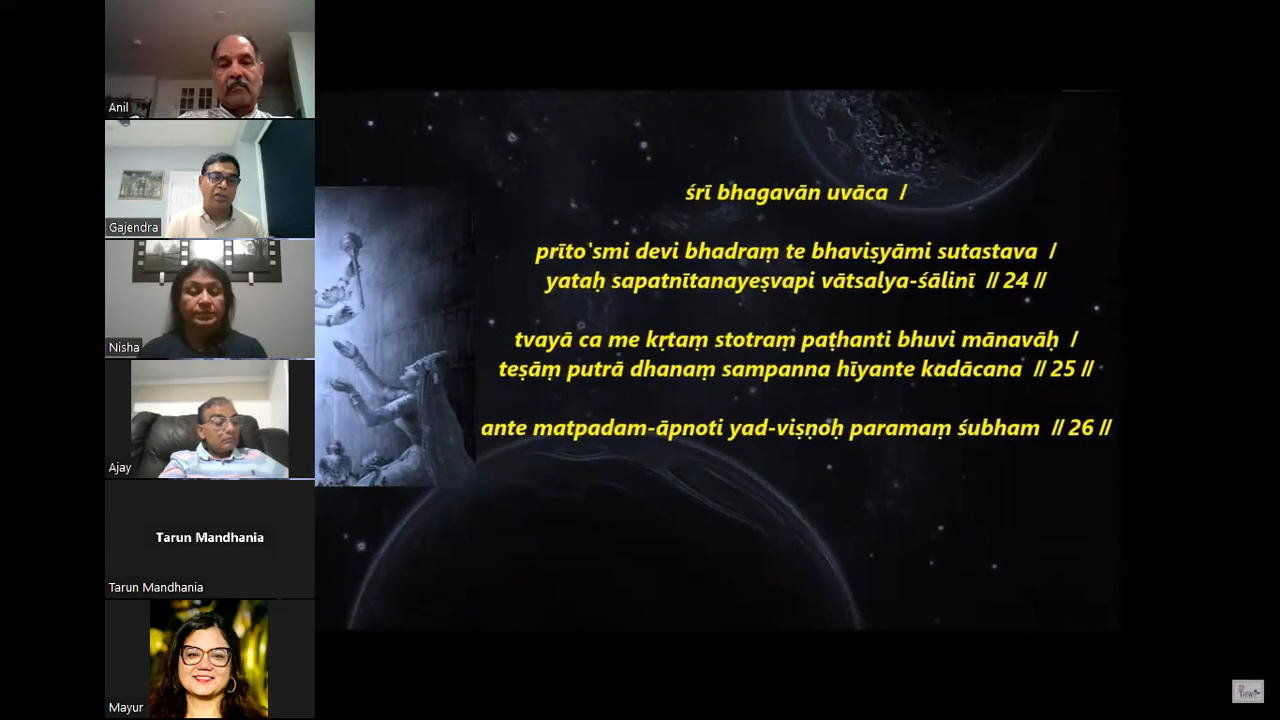 Anil
Gajendra
Nisha
Ajay
Tarun Mandhania
Tarun Mandhania
Mayur
śrī bhagavān uvāca /
prīto'smi devi bhadraṃ te bhaviṣyāmi sutastava /
yataḥ sapatnītanayeṣvapi vātsalya-śālinī // 24 //
tvayā ca me kṛtaṃ stotraṃ paṭhanti bhuvi mānavāḥ /
teṣāṃ putrā dhanaṃ sampanna hīyante kadācana // 25 //
ante matpadam-āpnoti yad-viṣṇoḥ paramaṃ śubham // 26 //